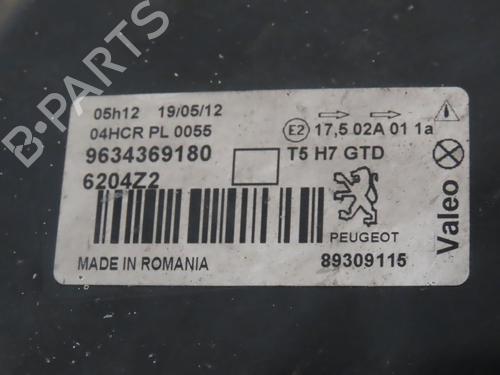 05h12 19/05/12
04HCR PL 0055
E2 17,5 02A 01 1a
9634369180
T5 H7 GTD
6204Z2
PEUGEOT
MADE IN ROMANIA
89309115
Valeo
B-PARTS